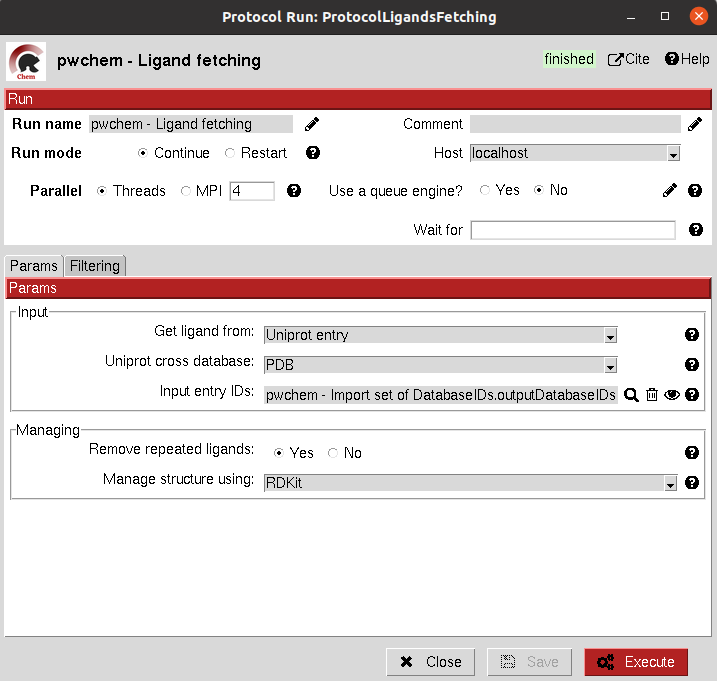 Protocol Run: ProtocolLigandsFetching
Chem
pwchem - Ligand fetching
finished Cite Help
Run
Run name pwchem - Ligand fetching Comment
Run mode Continue Restart Host localhost
Parallel Threads MPI 4 Use a queue engine? Yes No
Wait for
Params Filtering
Params
Input
Get ligand from: Uniprot entry
Uniprot cross database: PDB
Input entry IDs: pwchem - Import set of DatabaseIDs.outputDatabaseIDs
Managing
Remove repeated ligands: Yes No
Manage structure using: RDKit
Close Save Execute